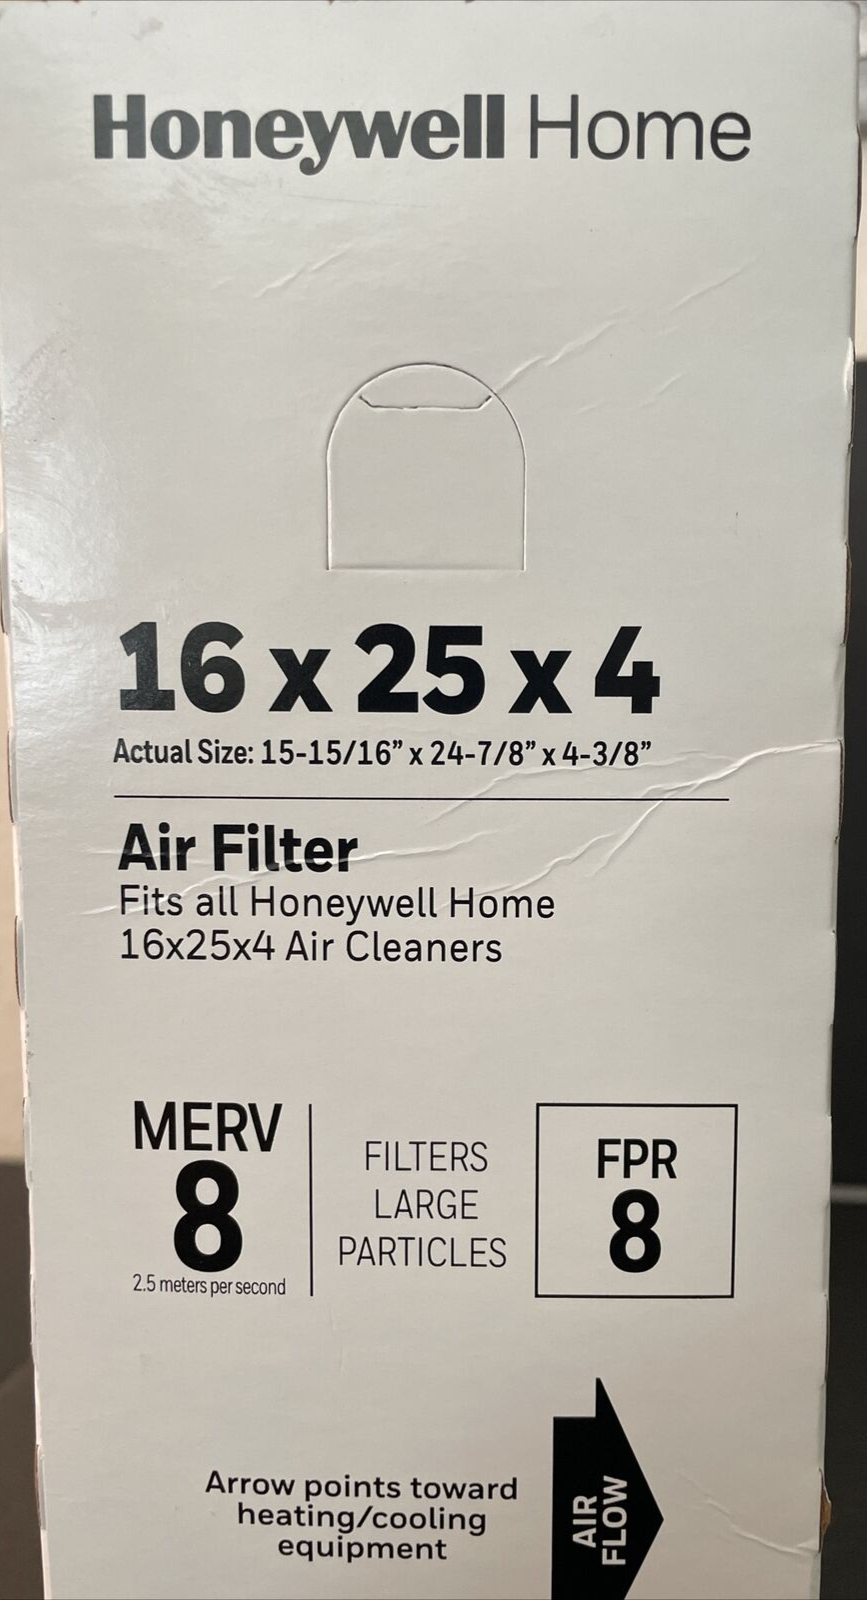 Honeywell Home
16 x 25 x 4
Actual Size: 15-15/16” x 24-7/8” x 4-3/8”
Air Filter
Fits all Honeywell Home
16x25x4 Air Cleaners
MERV
8
2.5 meters per second
FILTERS
LARGE
PARTICLES
FPR
8
Arrow points toward
heating/cooling
equipment
AIR
FLOW